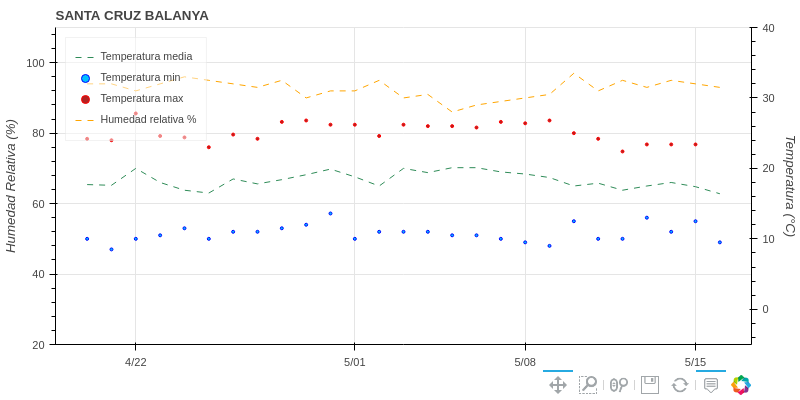 SANTA CRUZ BALANYA
Temperatura media
Temperatura min
Temperatura max
Humedad relativa %
Humedad Relativa (%)
100
80
60
40
20
Temperatura (°C)
40
30
20
10
0
4/22
5/01
5/08
5/15